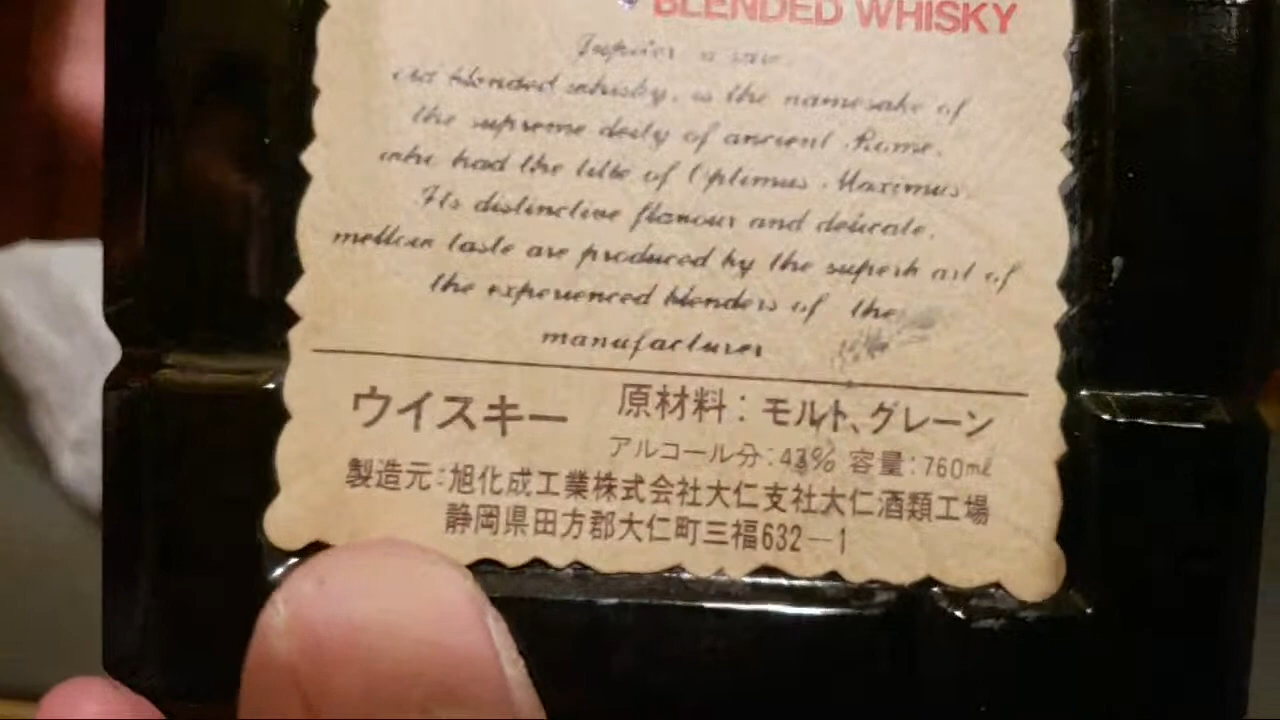 BLENDED WHISKY
old blended whisky, is the namesake of
the supreme deity of ancient Rome,
who had the title of Optimus Maximus.
Its distinctive flavour and delicate,
mellow taste are produced by the superb art of
the experienced blenders of the
manufacturer
ウイスキー 原材料：モルト、グレーン
アルコール分：43% 容量：760ml
製造元：旭化成工業株式会社大仁支社大仁酒類工場
静岡県田方郡大仁町三福632―1